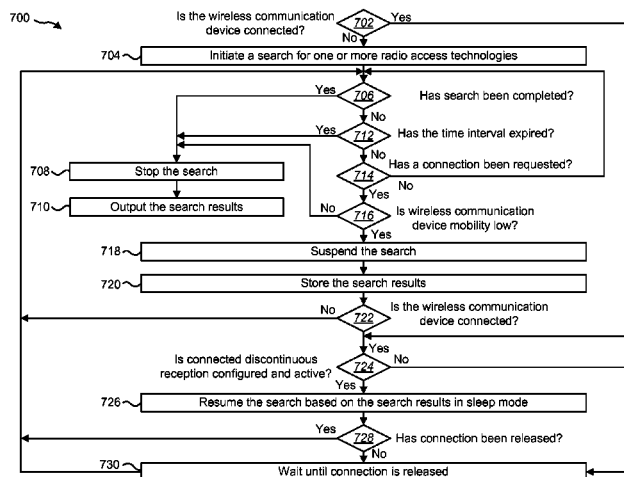 700
Is the wireless communication
device connected?
702
Yes
No
704
Initiate a search for one or more radio access technologies
Yes
706
Has search been completed?
No
Yes
712
Has the time interval expired?
No
708
Stop the search
714
Has a connection been requested?
No
Yes
710
Output the search results
No
716
Is wireless communication
device mobility low?
Yes
718
Suspend the search
720
Store the search results
No
722
Is the wireless communication
device connected?
Yes
Is connected discontinuous
reception configured and active?
724
No
Yes
726
Resume the search based on the search results in sleep mode
Yes
728
Has connection been released?
No
730
Wait until connection is released